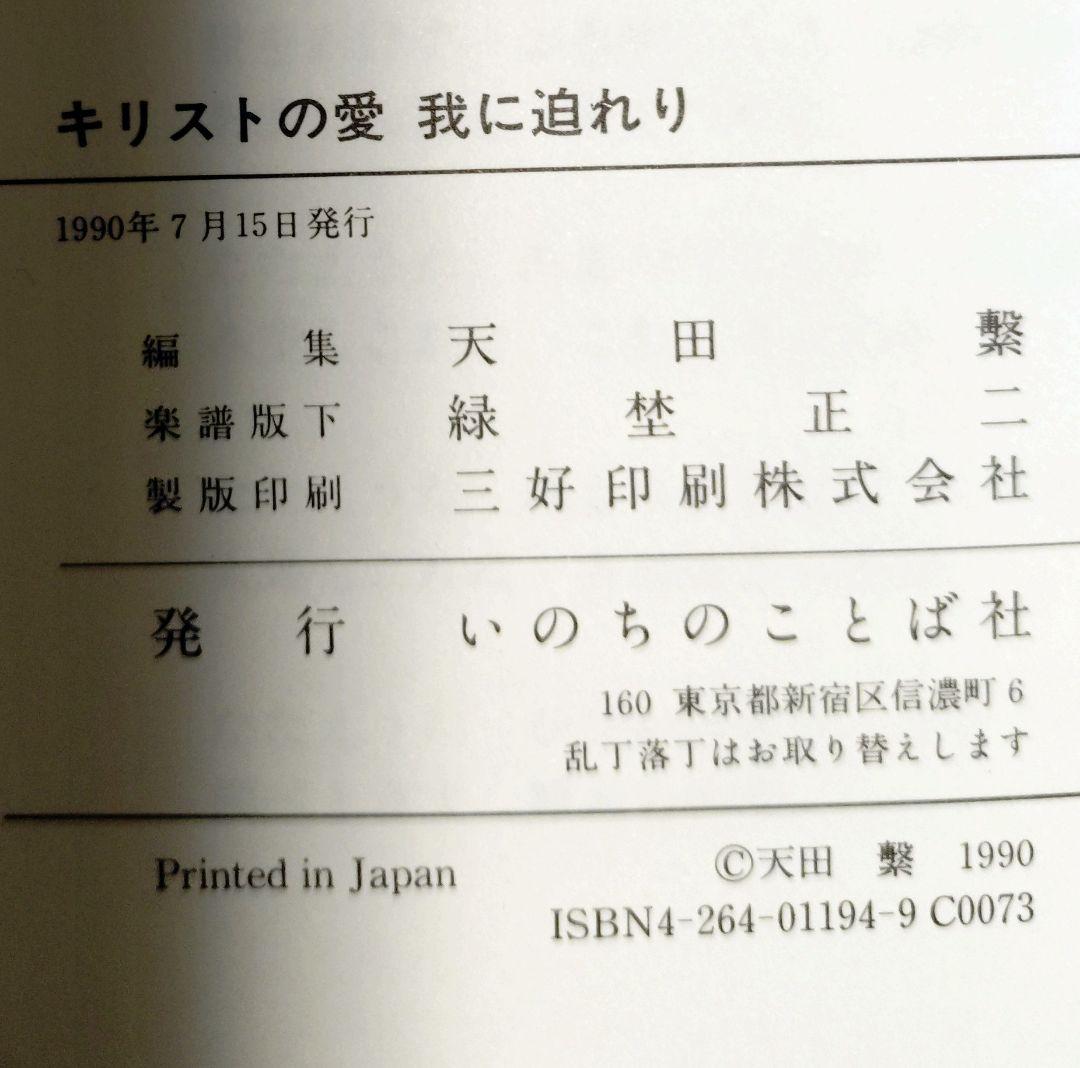 キリストの愛 我に迫れり
1990年7月15日発行
編集 天田繫
楽譜版下 緑埜正二
製版印刷 三好印刷株式会社
発行 いのちのことば社
160 東京都新宿区信濃町6
乱丁落丁はお取り替えします
Printed in Japan ©天田 繫 1990
ISBN4-264-01194-9 C0073